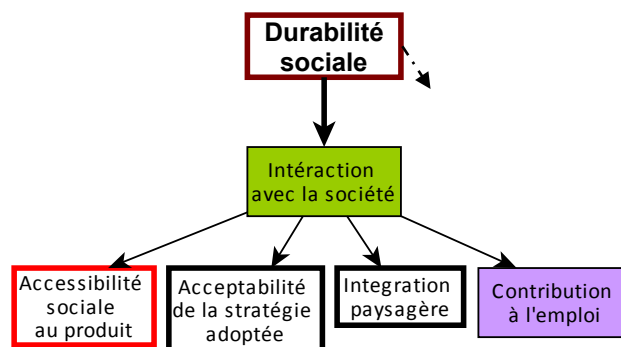 Durabilité
sociale
Intéraction
avec la société
Accessibilité
sociale
au produit
Acceptabilité
de la stratégie
adoptée
Integration
paysagère
Contribution
à l'emploi